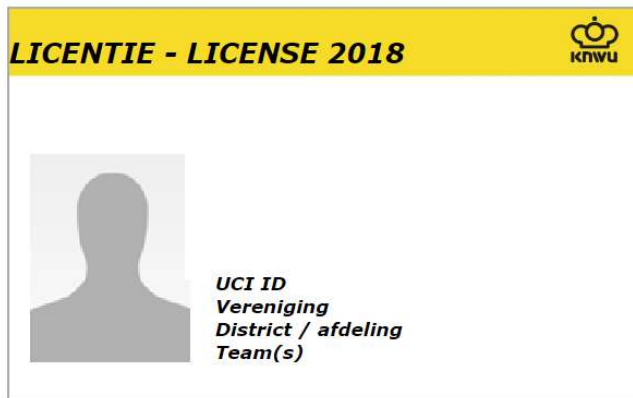 LICENTIE - LICENSE 2018
KNWU
UCI ID
Vereniging
District / afdeling
Team(s)